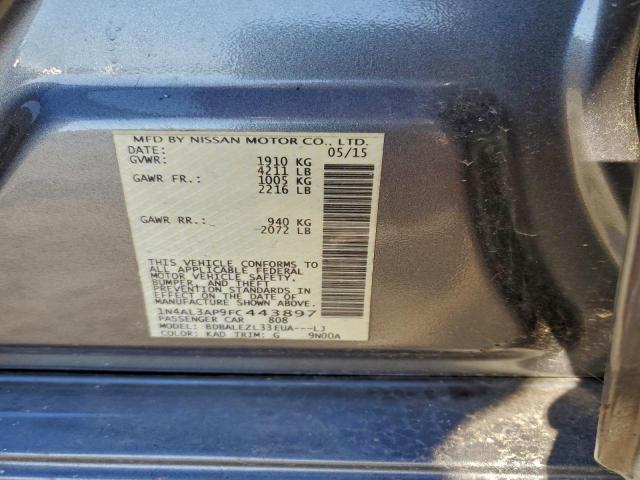 MFD BY NISSAN MOTOR CO., LTD.
DATE: 05/15
GVWR: 1910 KG
4211 LB
GAWR FR.: 1005 KG
2216 LB
GAWR RR.: 940 KG
2072 LB
THIS VEHICLE CONFORMS TO
ALL APPLICABLE FEDERAL
MOTOR VEHICLE SAFETY,
BUMPER, AND THEFT
PREVENTION STANDARDS IN
EFFECT ON THE DATE OF
MANUFACTURE SHOWN ABOVE.
1N4AL3AP9FC443897
PASSENGER CAR 808
MODEL: BDBALEZL33EUA---LJ
COLOR: KAD TRIM: G 9N00A